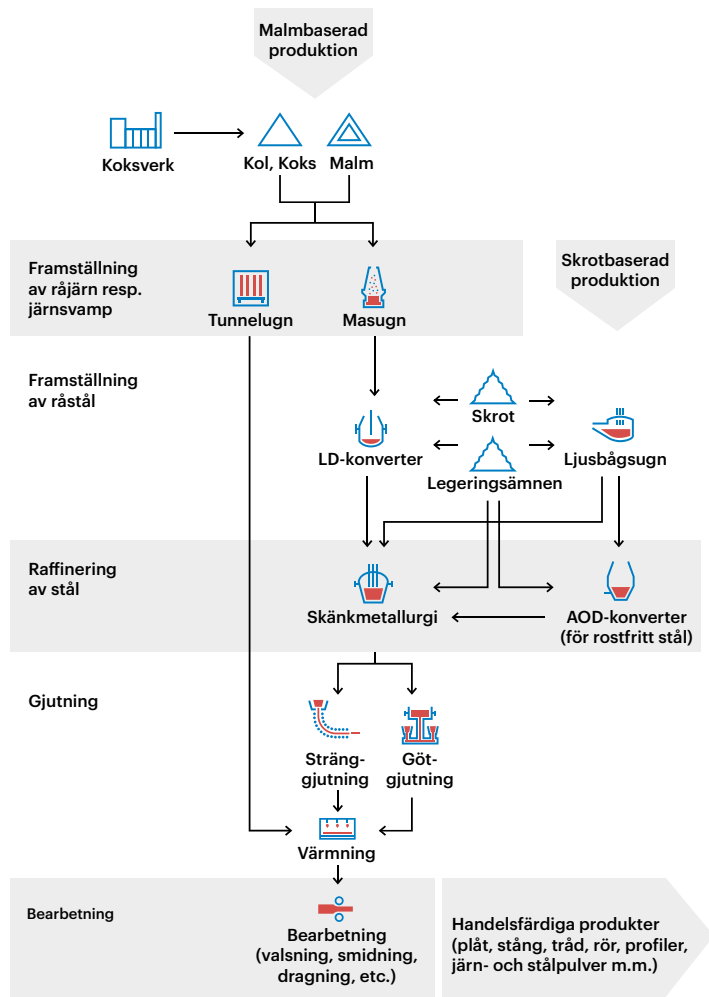 Malmbaserad
produktion
Koksverk
Kol, Koks
Malm
Framställning
av råjärn resp.
järnsvamp
Tunnelugn
Masugn
Skrotbaserad
produktion
Framställning
av råstål
Skrot
LD-konverter
Legeringsämnen
Ljusbågsugn
Raffinering
av stål
Skänkmetallurgi
AOD-konverter
(för rostfritt stål)
Gjutning
Sträng-
gjutning
Göt-
gjutning
Värmning
Bearbetning
Bearbetning
(valsning, smidning,
dragning, etc.)
Handelsfärdiga produkter
(plåt, stång, tråd, rör, profiler,
järn- och stålpulver m.m.)